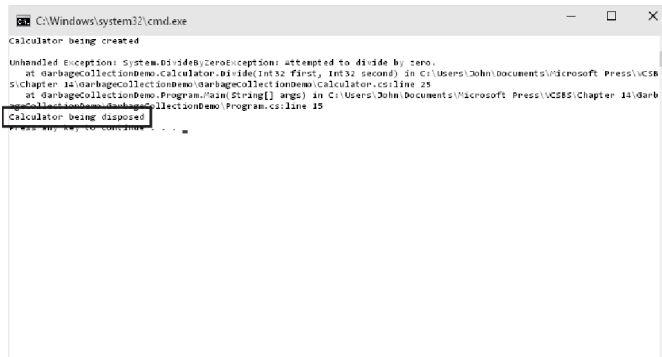 C:\Windows\system32\cmd.exe
Calculator being created
Unhandled Exception: System.DivideByZeroException: Attempted to divide by zero.
at GarbageCollectionDemo.Calculator.Divide(Int32 first, Int32 second) in C:\Users\John\Documents\Microsoft Press\VCSB
S\Chapter 14\GarbageCollectionDemo\GarbageCollectionDemo\Calculator.cs:line 25
at GarbageCollectionDemo.Program.Main(String[] args) in C:\Users\John\Documents\Microsoft Press\VCSBS\Chapter 14\Garb
ageCollectionDemo\GarbageCollectionDemo\Program.cs:line 15
Calculator being disposed
Press any key to continue . . .